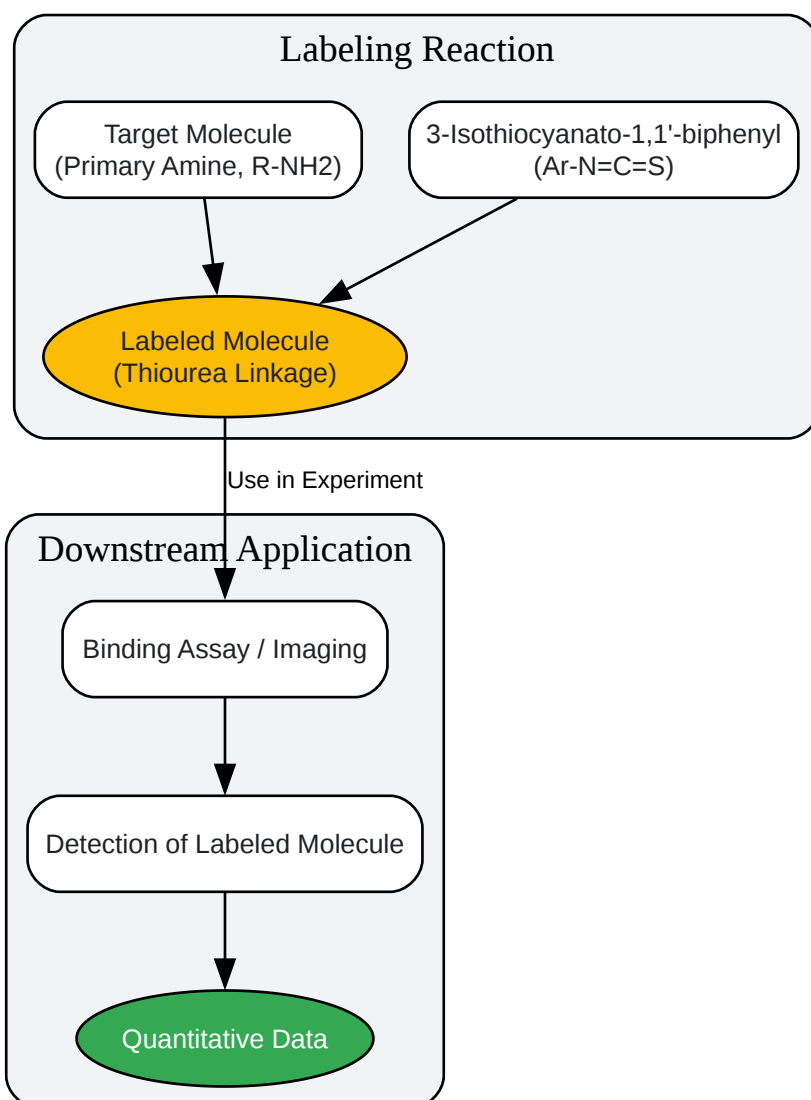 Labeling Reaction
Target Molecule
(Primary Amine, R-NH2)
3-Isothiocyanato-1,1'-biphenyl
(Ar-N=C=S)
Labeled Molecule
(Thiourea Linkage)
Use in Experiment
Downstream Application
Binding Assay / Imaging
Detection of Labeled Molecule
Quantitative Data